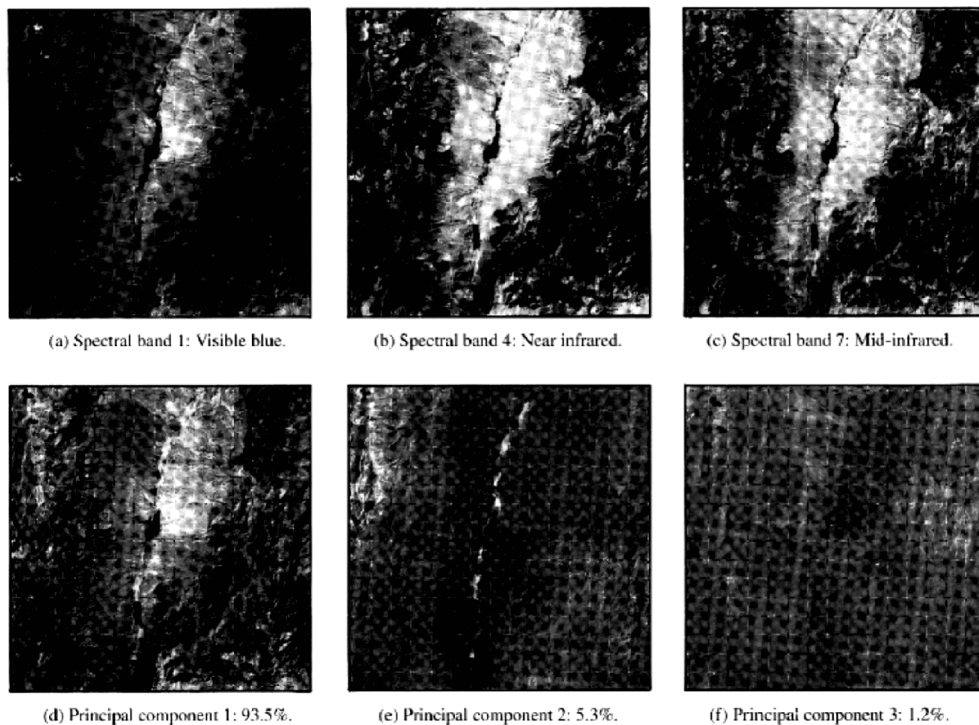 (a) Spectral band 1: Visible blue.
(b) Spectral band 4: Near infrared.
(c) Spectral band 7: Mid-infrared.
(d) Principal component 1: 93.5%.
(e) Principal component 2: 5.3%.
(f) Principal component 3: 1.2%.